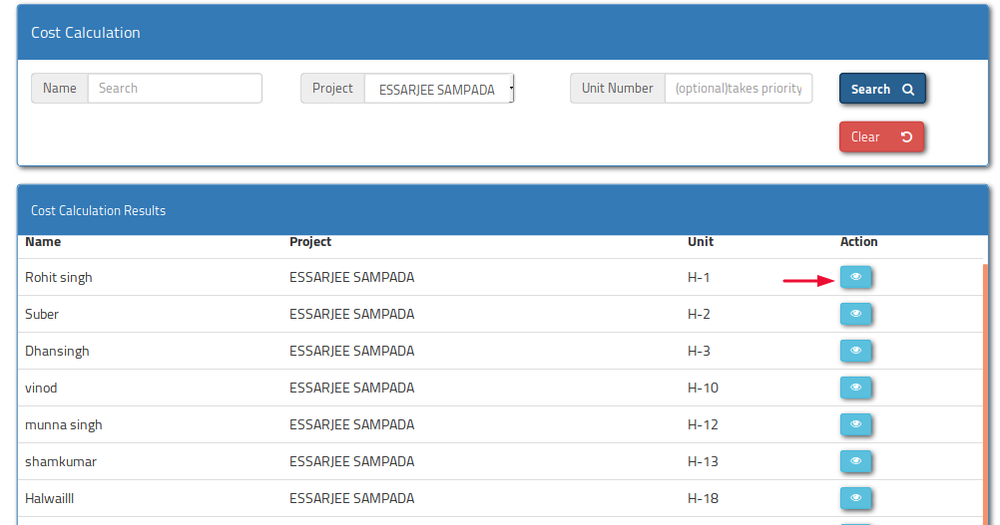 Cost Calculation
Name Search Project ESSARJEE SAMPADA Unit Number (optional)takes priority Search
Clear
Cost Calculation Results
Name Project Unit Action
Rohit singh ESSARJEE SAMPADA H-1
Suber ESSARJEE SAMPADA H-2
Dhansingh ESSARJEE SAMPADA H-3
vinod ESSARJEE SAMPADA H-10
munna singh ESSARJEE SAMPADA H-12
shamkumar ESSARJEE SAMPADA H-13
Halwailll ESSARJEE SAMPADA H-18